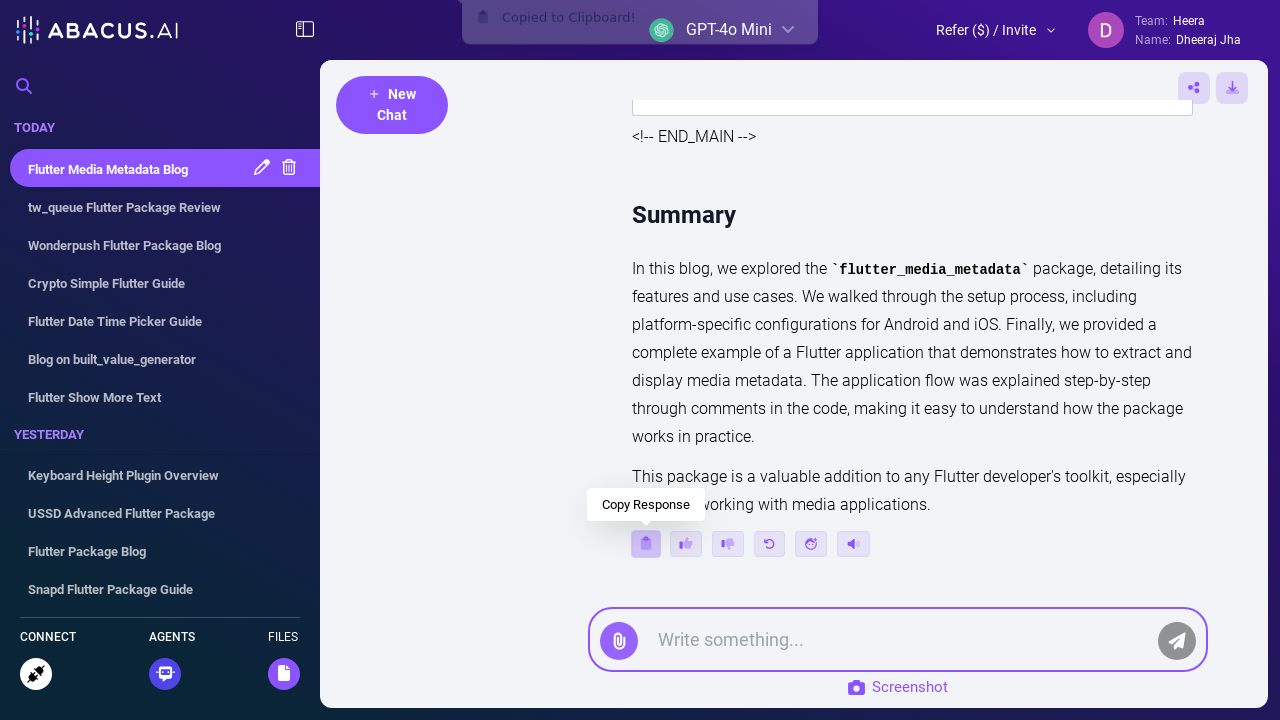 ABACUS.AI
Copied to Clipboard!
GPT-4o Mini
Refer ($) / Invite
D
Team: Heera
Name: Dheeraj Jha
TODAY
Flutter Media Metadata Blog
tw_queue Flutter Package Review
Wonderpush Flutter Package Blog
Crypto Simple Flutter Guide
Flutter Date Time Picker Guide
Blog on built_value_generator
Flutter Show More Text
YESTERDAY
Keyboard Height Plugin Overview
USSD Advanced Flutter Package
Flutter Package Blog
Snapd Flutter Package Guide
CONNECT
AGENTS
FILES
+ New
Chat
<!-- END_MAIN -->
Summary
In this blog, we explored the `flutter_media_metadata` package, detailing its
features and use cases. We walked through the setup process, including
platform-specific configurations for Android and iOS. Finally, we provided a
complete example of a Flutter application that demonstrates how to extract and
display media metadata. The application flow was explained step-by-step
through comments in the code, making it easy to understand how the package
works in practice.
This package is a valuable addition to any Flutter developer's toolkit, especially
working with media applications.
Copy Response
Write something...
Screenshot